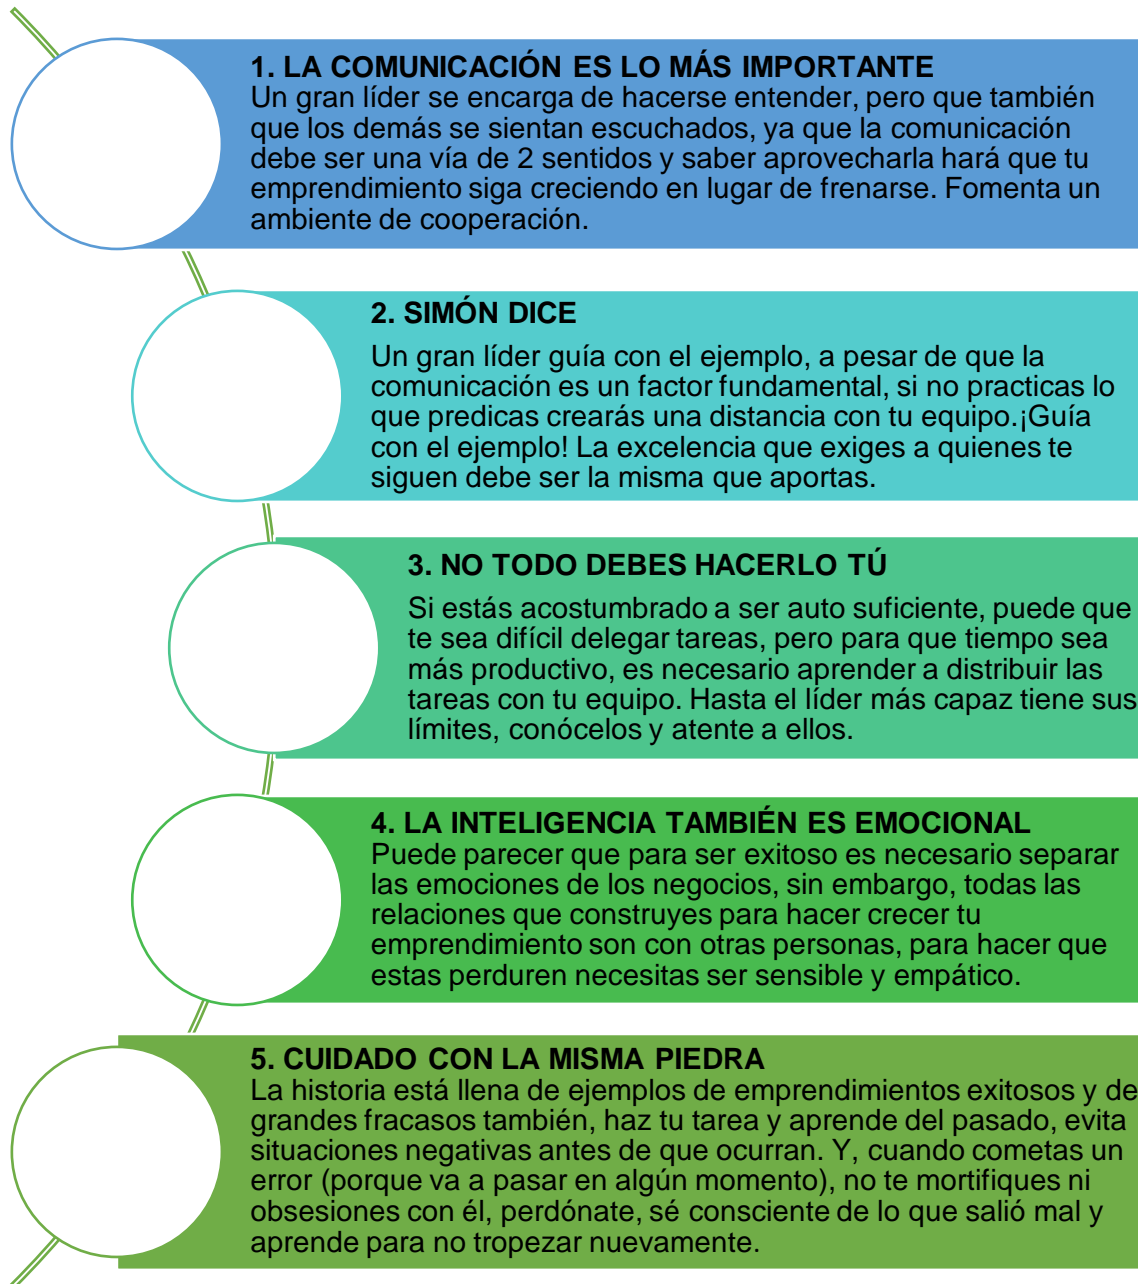 1. LA COMUNICACIÓN ES LO MÁS IMPORTANTE
Un gran líder se encarga de hacerse entender, pero que también
que los demás se sientan escuchados, ya que la comunicación
debe ser una vía de 2 sentidos y saber aprovecharla hará que tu
emprendimiento siga creciendo en lugar de frenarse. Fomenta un
ambiente de cooperación.
2. SIMÓN DICE
Un gran líder guía con el ejemplo, a pesar de que la
comunicación es un factor fundamental, si no practicas lo
que predicas crearás una distancia con tu equipo.¡Guía
con el ejemplo! La excelencia que exiges a quienes te
siguen debe ser la misma que aportas.
3. NO TODO DEBES HACERLO TÚ
Si estás acostumbrado a ser auto suficiente, puede que
te sea difícil delegar tareas, pero para que tiempo sea
más productivo, es necesario aprender a distribuir las
tareas con tu equipo. Hasta el líder más capaz tiene sus
límites, conócelos y atente a ellos.
4. LA INTELIGENCIA TAMBIÉN ES EMOCIONAL
Puede parecer que para ser exitoso es necesario separar
las emociones de los negocios, sin embargo, todas las
relaciones que construyes para hacer crecer tu
emprendimiento son con otras personas, para hacer que
estas perduren necesitas ser sensible y empático.
5. CUIDADO CON LA MISMA PIEDRA
La historia está llena de ejemplos de emprendimientos exitosos y de
grandes fracasos también, haz tu tarea y aprende del pasado, evita
situaciones negativas antes de que ocurran. Y, cuando cometas un
error (porque va a pasar en algún momento), no te mortifiques ni
obsesiones con él, perdónate, sé consciente de lo que salió mal y
aprende para no tropezar nuevamente.